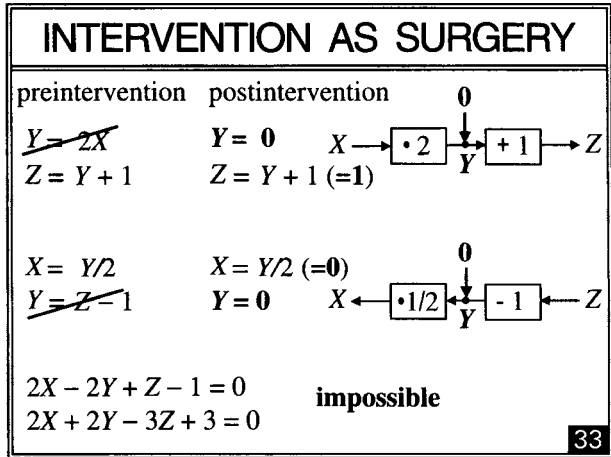 INTERVENTION AS SURGERY
preintervention postintervention
Y = 2X Y = 0
Z = Y + 1 Z = Y + 1 (=1)
0
X • 2 Y + 1 Z
X = Y/2 X = Y/2 (=0)
Y = Z – 1 Y = 0
0
X •1/2 Y - 1 Z
2X – 2Y + Z – 1 = 0
2X + 2Y – 3Z + 3 = 0
impossible
33